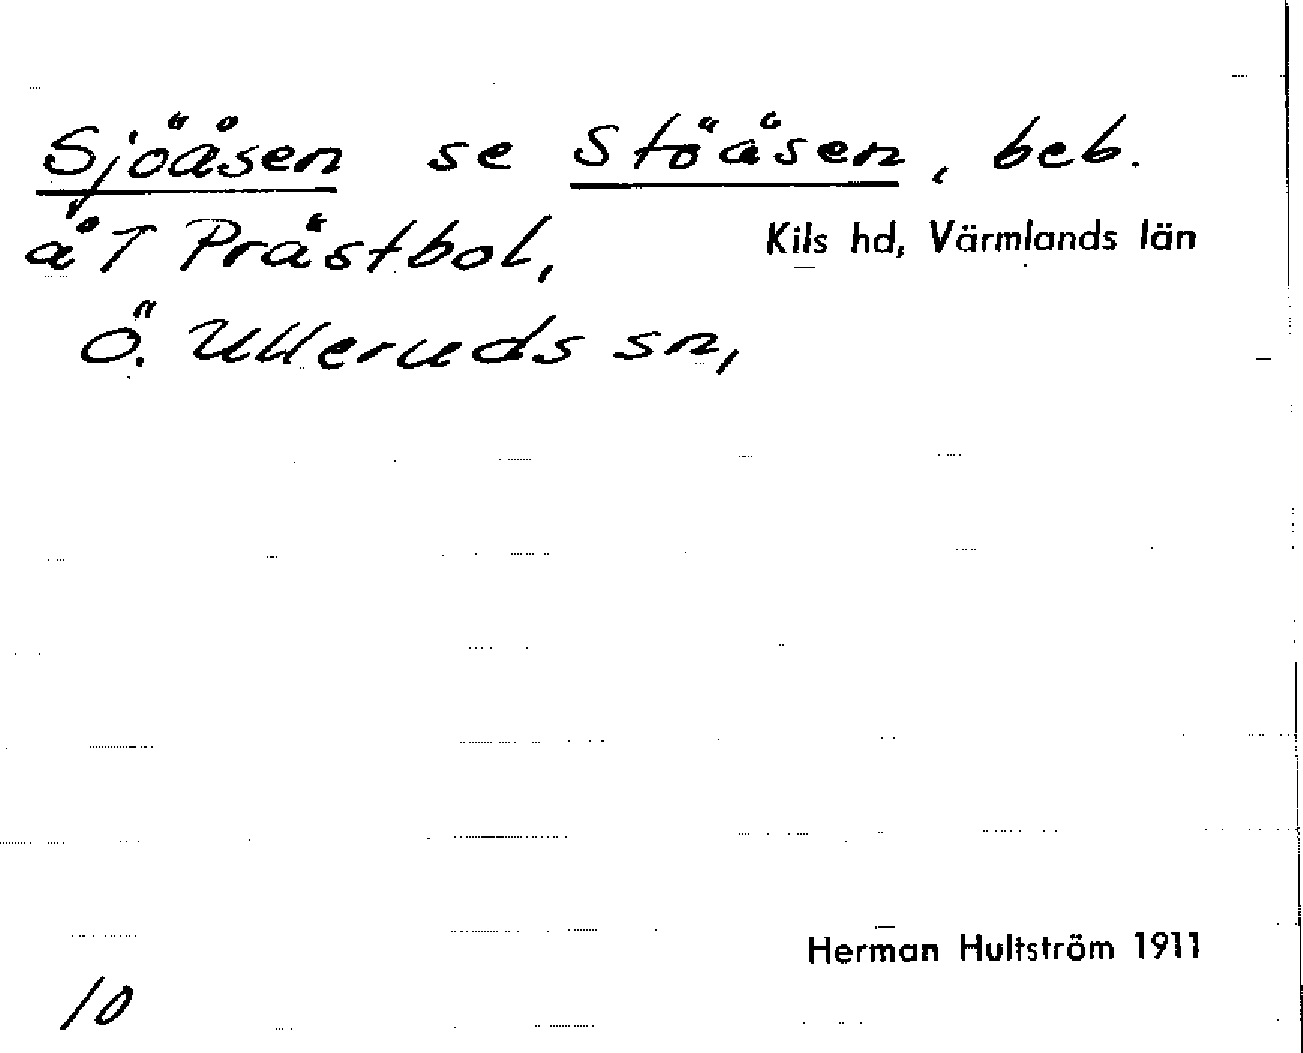 Sjöåsen se Stöåsen, beb.
å T Prästbol, Kils hd, Värmlands län
Ö. Ulleruds sn,
Herman Hultström 1911
10